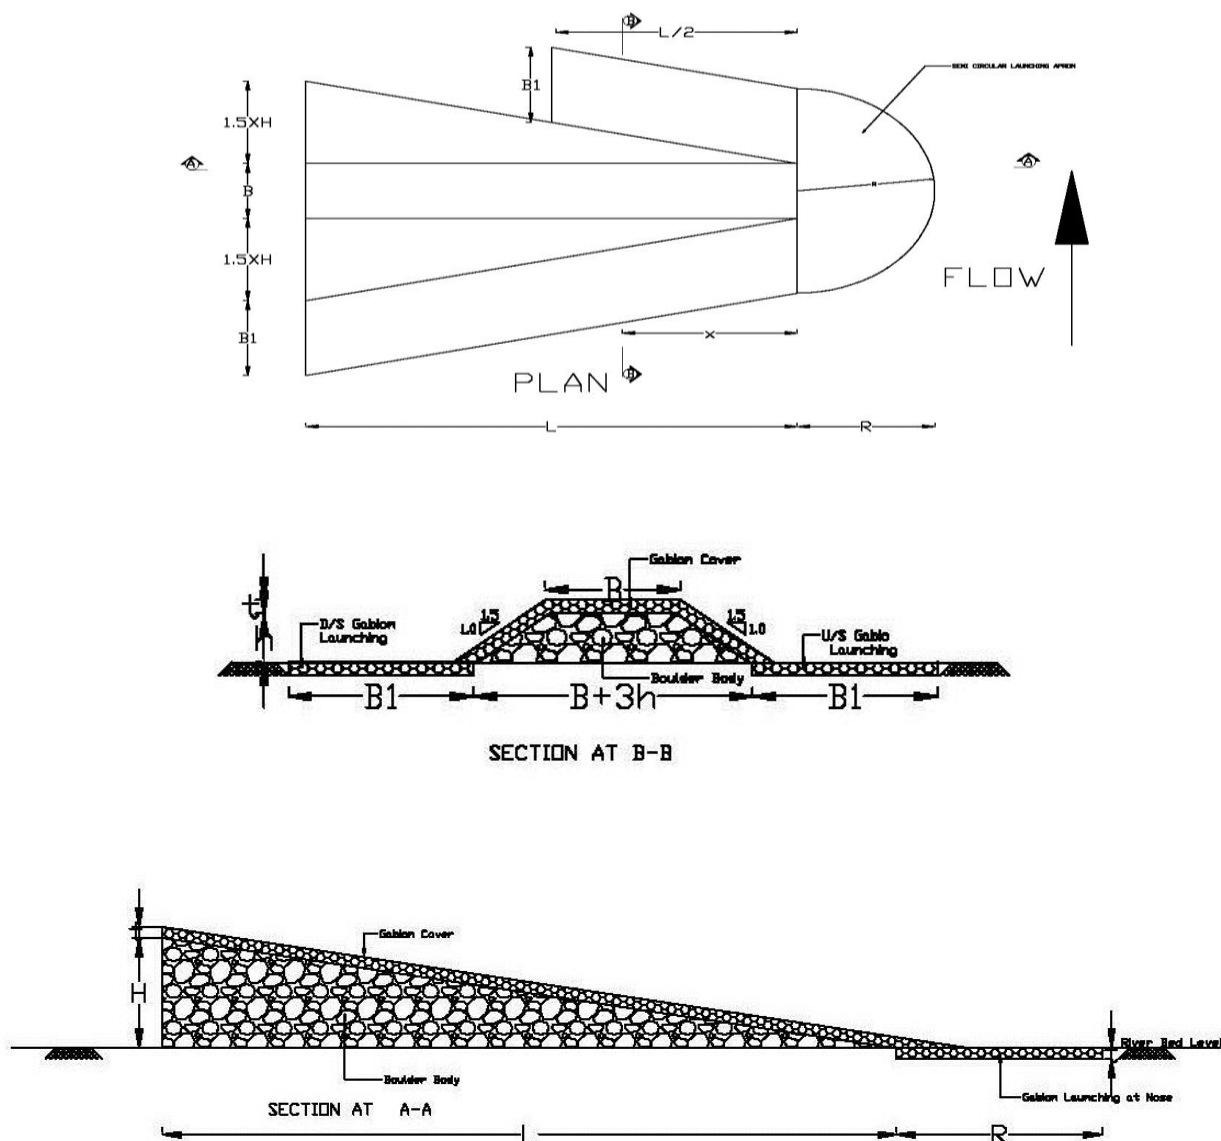 B
L/2
SEMI CIRCULAR LAUNCHING APRON
B1
1.5XH
A
A
B
R
1.5XH
FLOW
B1
X
PLAN
B
L
R
Gabion Cover
B
t
1.5
1.0
1.5
1.0
D/S Gabion
Launching
h
U/S Gabio
Launching
Boulder Body
B1
B+3h
B1
SECTION AT B-B
Gabion Cover
H
River Bed Level
Boulder Body
Gabion Launching at Nose
SECTION AT A-A
L
R